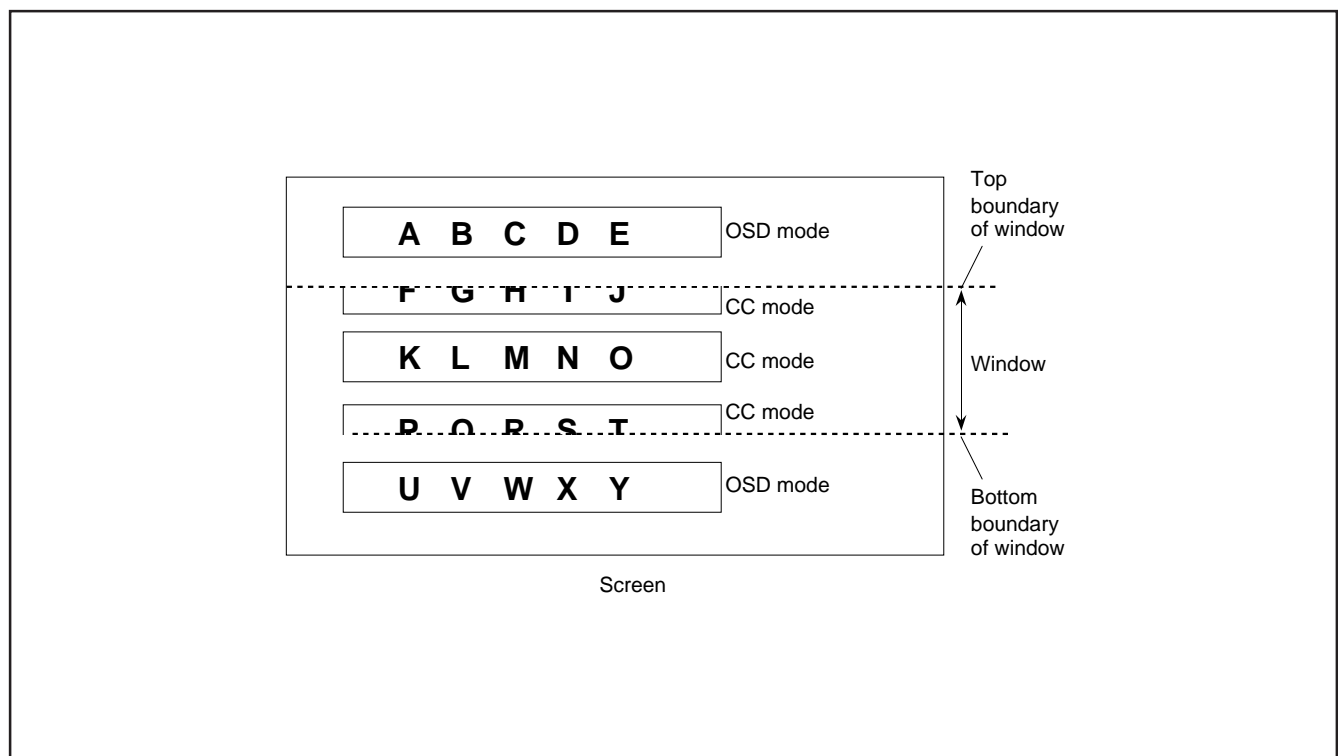 Top
boundary
of window
A B C D E
OSD mode
F G H I J
CC mode
K L M N O
CC mode
Window
CC mode
P Q R S T
U V W X Y
OSD mode
Bottom
boundary
of window
Screen